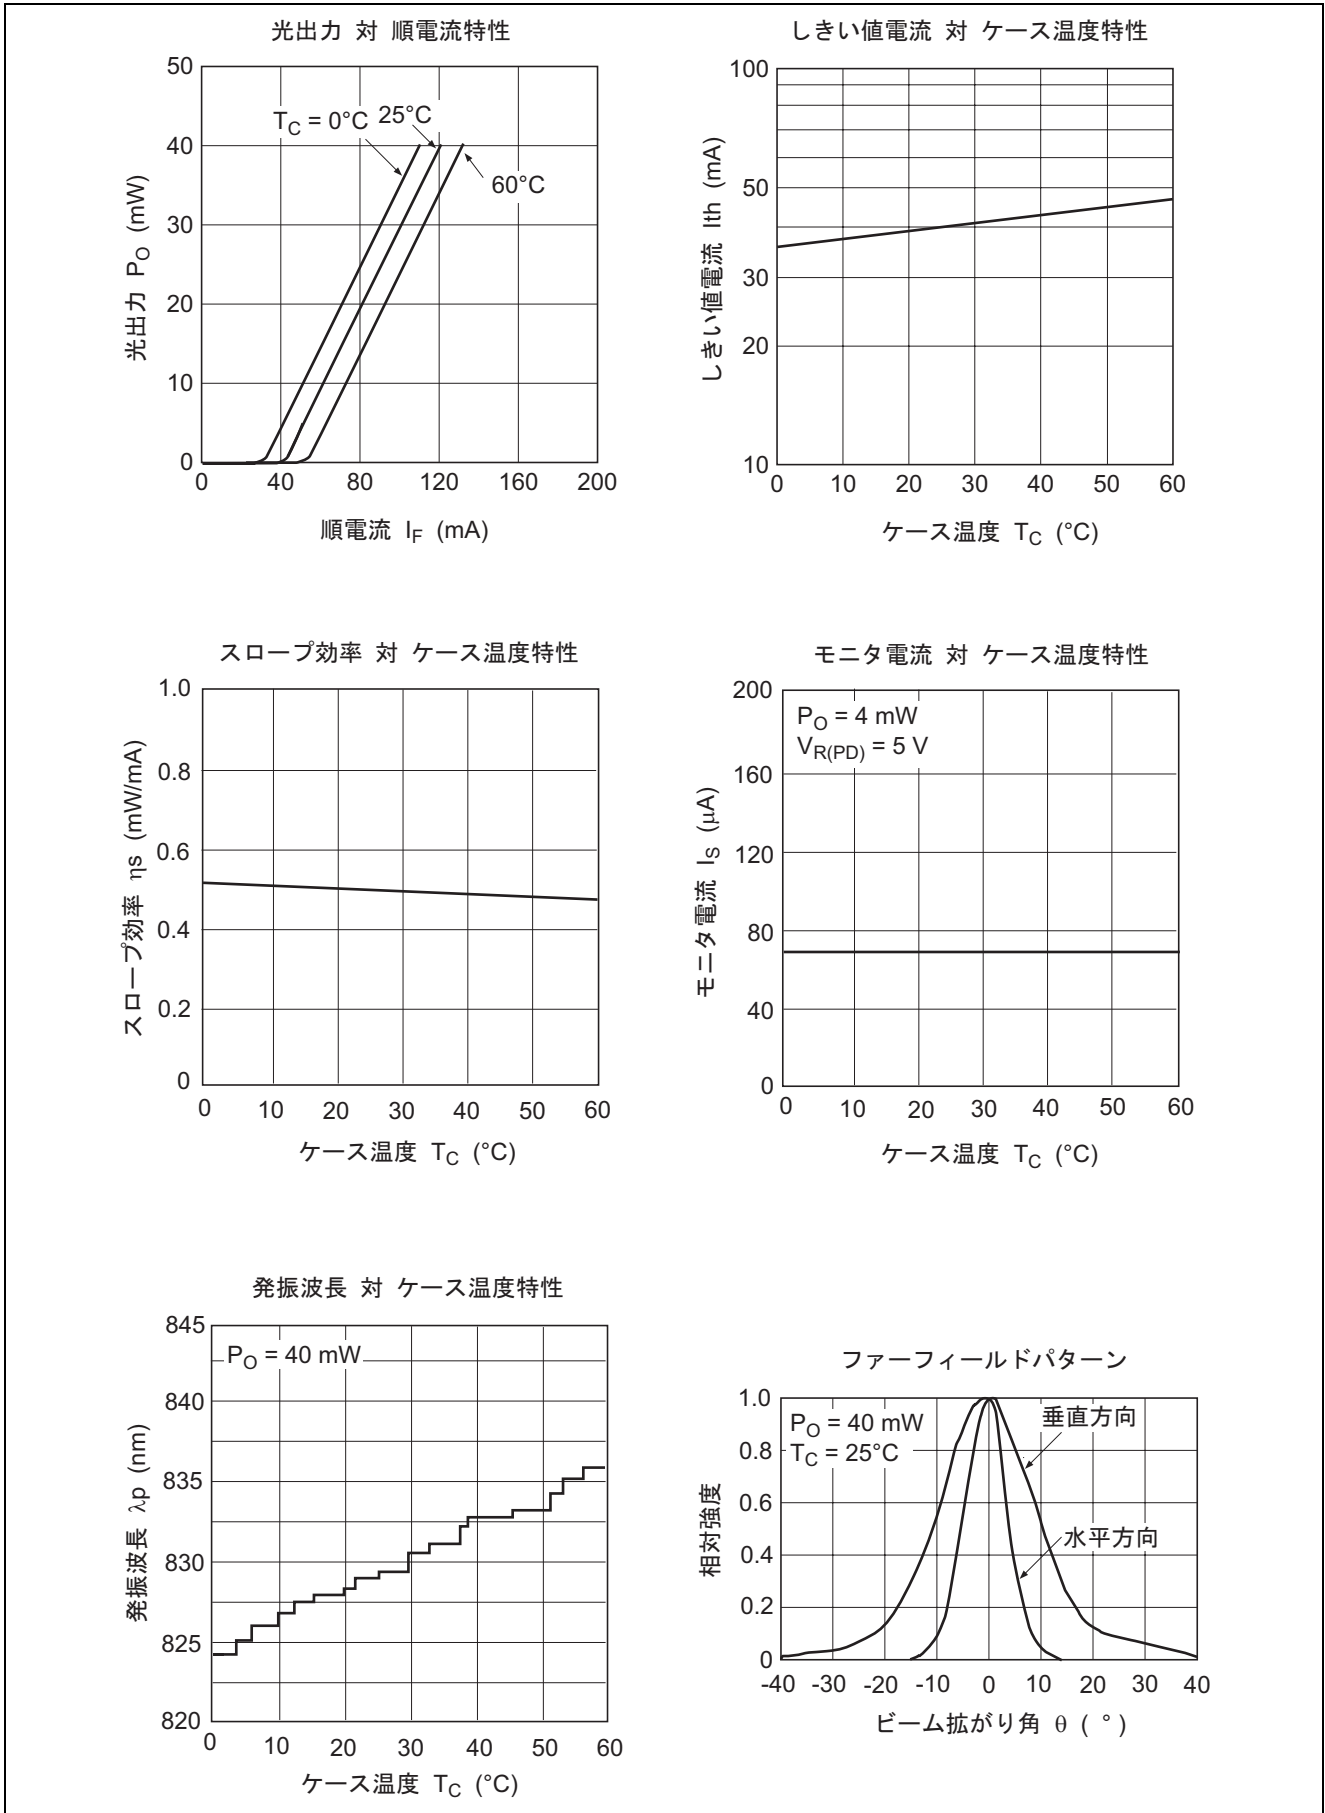 光出力 対 順電流特性
50
40
30
20
10
0
T_C = 0°C
25°C
60°C
光出力 P_O (mW)
0 40 80 120 160 200
順電流 I_F (mA)
しきい値電流 対 ケース温度特性
100
50
30
20
10
しきい値電流 Ith (mA)
0 10 20 30 40 50 60
ケース温度 T_C (°C)
スロープ効率 対 ケース温度特性
1.0
0.8
0.6
0.4
0.2
0
スロープ効率 ηs (mW/mA)
0 10 20 30 40 50 60
ケース温度 T_C (°C)
モニタ電流 対 ケース温度特性
200
160
120
80
40
0
P_O = 4 mW
V_R(PD) = 5 V
モニタ電流 I_S (μA)
0 10 20 30 40 50 60
ケース温度 T_C (°C)
発振波長 対 ケース温度特性
845
840
835
830
825
820
P_O = 40 mW
発振波長 λp (nm)
0 10 20 30 40 50 60
ケース温度 T_C (°C)
ファーフィールドパターン
1.0
0.8
0.6
0.4
0.2
0
P_O = 40 mW
T_C = 25°C
垂直方向
水平方向
相対強度
-40 -30 -20 -10 0 10 20 30 40
ビーム拡がり角 θ ( ° )